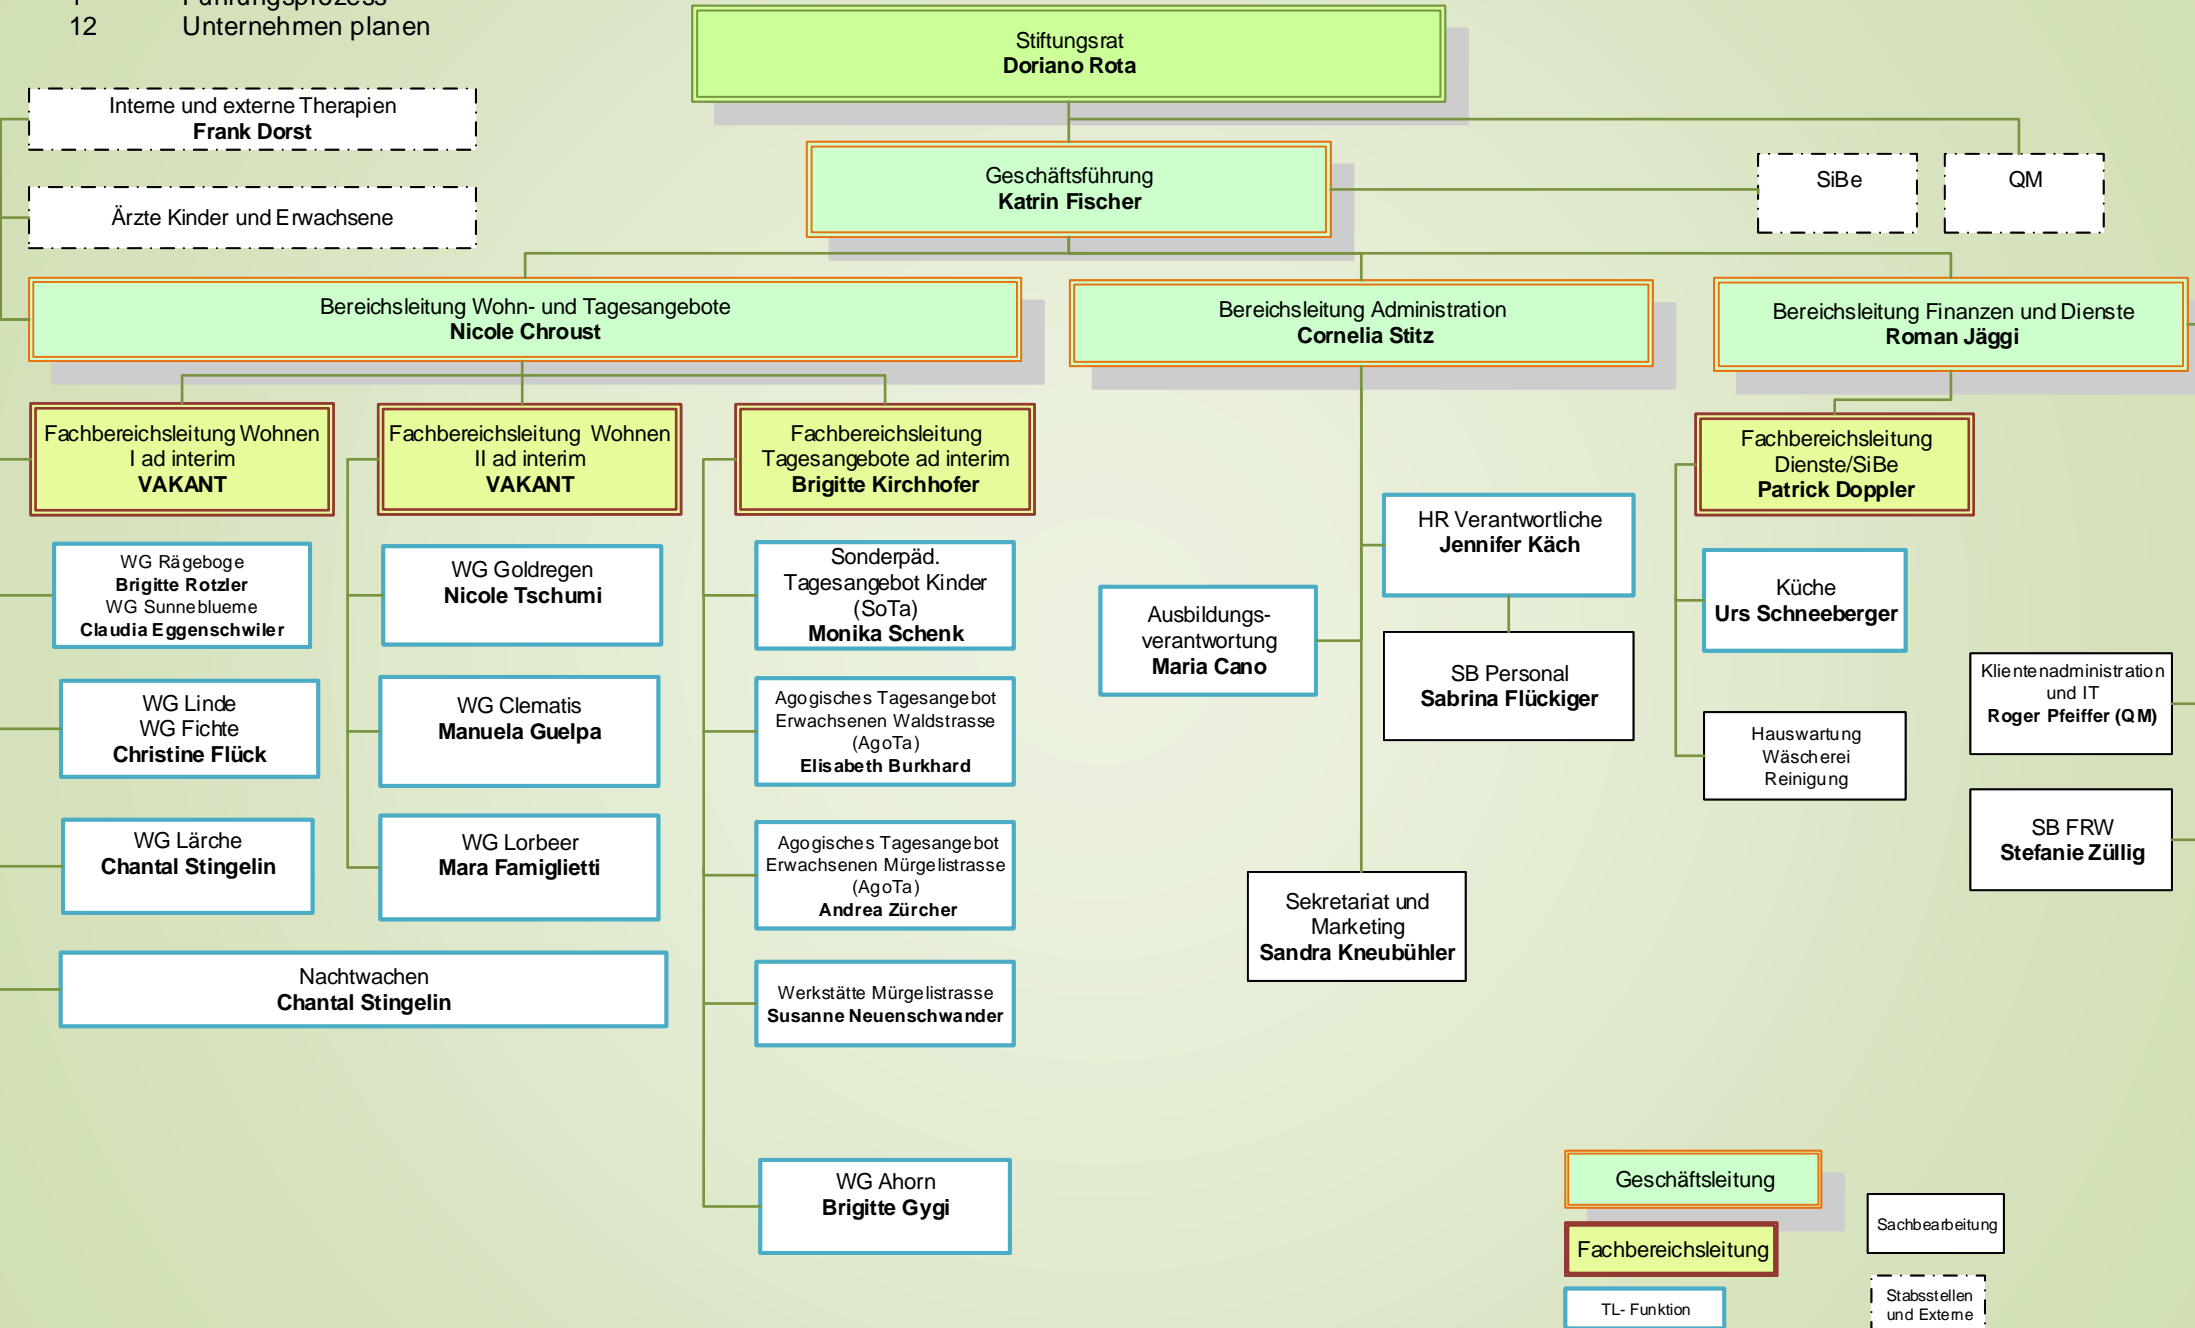 1 Führungsprozess
12 Unternehmen planen
Stiftungsrat
Doriano Rota
Interne und externe Therapien
Frank Dorst
Ärzte Kinder und Erwachsene
Geschäftsführung
Katrin Fischer
SiBe
QM
Bereichsleitung Wohn- und Tagesangebote
Nicole Chroust
Bereichsleitung Administration
Cornelia Stitz
Bereichsleitung Finanzen und Dienste
Roman Jäggi
Fachbereichsleitung Wohnen
I ad interim
VAKANT
Fachbereichsleitung Wohnen
II ad interim
VAKANT
Fachbereichsleitung
Tagesangebote ad interim
Brigitte Kirchhofer
Fachbereichsleitung
Dienste/SiBe
Patrick Doppler
WG Rägeboge
Brigitte Rotzler
WG Sunneblueme
Claudia Eggenschwiler
WG Linde
WG Fichte
Christine Flück
WG Lärche
Chantal Stingelin
Nachtwachen
Chantal Stingelin
WG Goldregen
Nicole Tschumi
WG Clematis
Manuela Guelpa
WG Lorbeer
Mara Famiglietti
Sonderpäd.
Tagesangebot Kinder
(SoTa)
Monika Schenk
Agogisches Tagesangebot
Erwachsenen Waldstrasse
(AgoTa)
Elisabeth Burkhard
Agogisches Tagesangebot
Erwachsenen Mürgelistrasse
(AgoTa)
Andrea Zürcher
Werkstätte Mürgelistrasse
Susanne Neuenschwander
WG Ahorn
Brigitte Gygi
HR Verantwortliche
Jennifer Käch
Ausbildungs-
verantwortung
Maria Cano
SB Personal
Sabrina Flückiger
Sekretariat und
Marketing
Sandra Kneubühler
Küche
Urs Schneeberger
Hauswartung
Wäscherei
Reinigung
Klientenadministration
und IT
Roger Pfeiffer (QM)
SB FRW
Stefanie Züllig
Geschäftsleitung
Fachbereichsleitung
TL- Funktion
Sachbearbeitung
Stabsstellen
und Externe